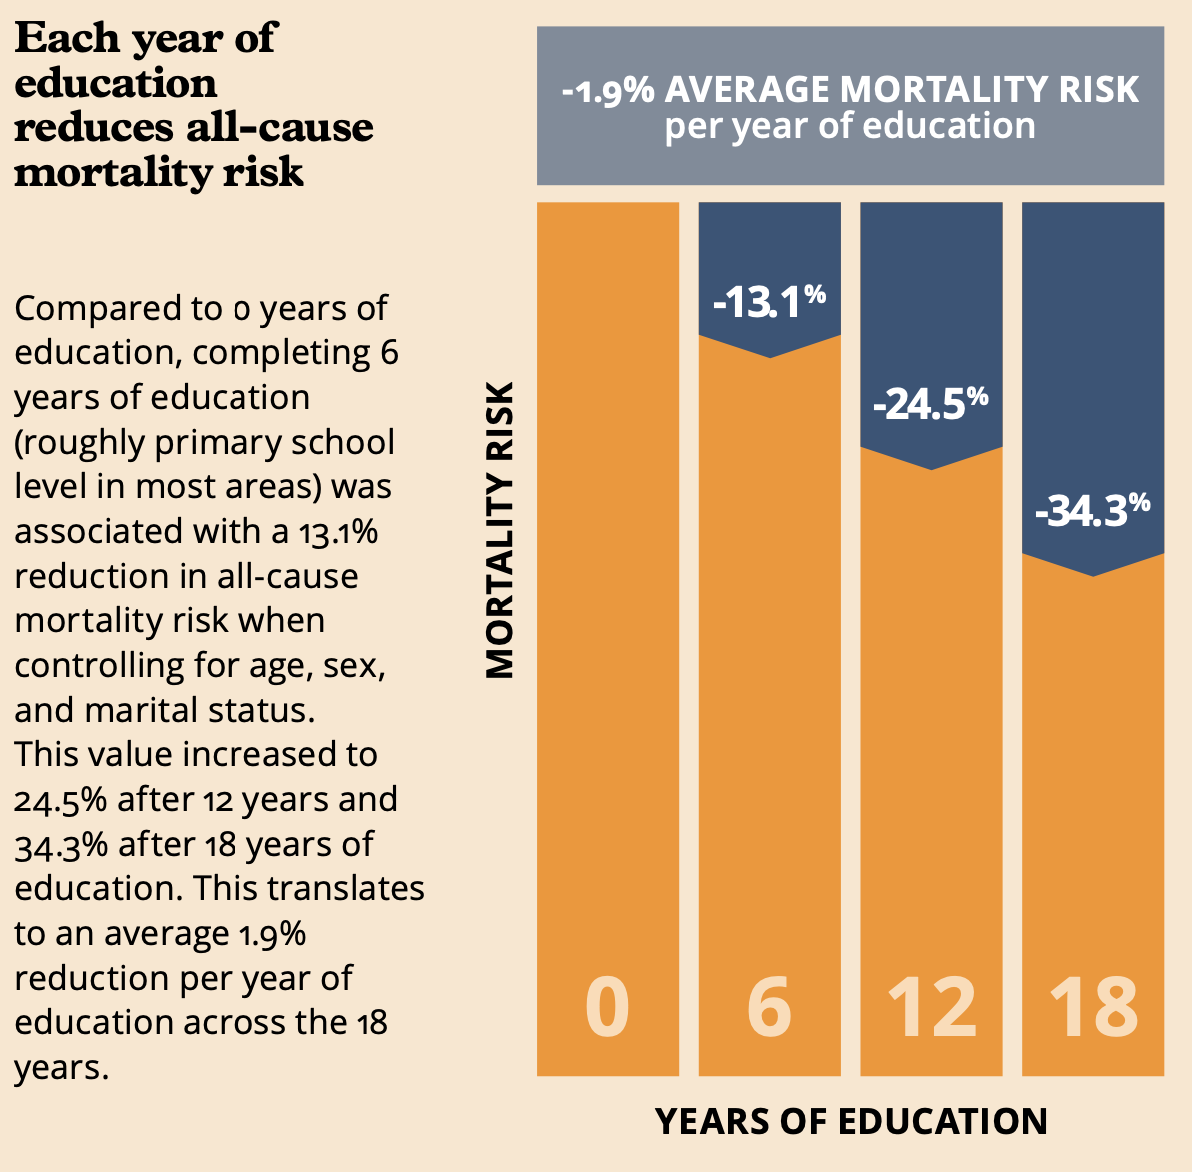 Each year of
education
reduces all-cause
mortality risk
Compared to 0 years of
education, completing 6
years of education
(roughly primary school
level in most areas) was
associated with a 13.1%
reduction in all-cause
mortality risk when
controlling for age, sex,
and marital status.
This value increased to
24.5% after 12 years and
34.3% after 18 years of
education. This translates
to an average 1.9%
reduction per year of
education across the 18
years.
-1.9% AVERAGE MORTALITY RISK
per year of education
MORTALITY RISK
-13.1%
-24.5%
-34.3%
0 6 12 18
YEARS OF EDUCATION